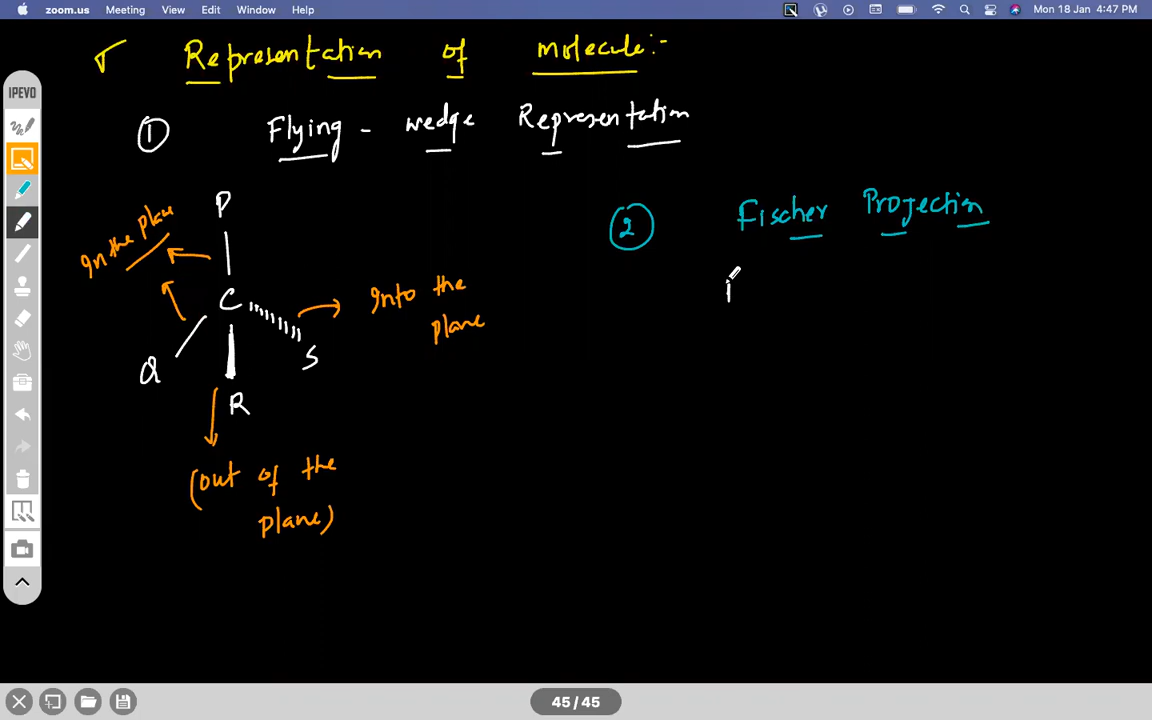 zoom.us Meeting View Edit Window Help Mon 18 Jan 4:47 PM
IPEVO
Representation of molecule:-
① Flying-wedge Representation
② Fischer Projection
P
In the plane
C
Into the
plane
Q
S
R
(out of the
plane)
45/45